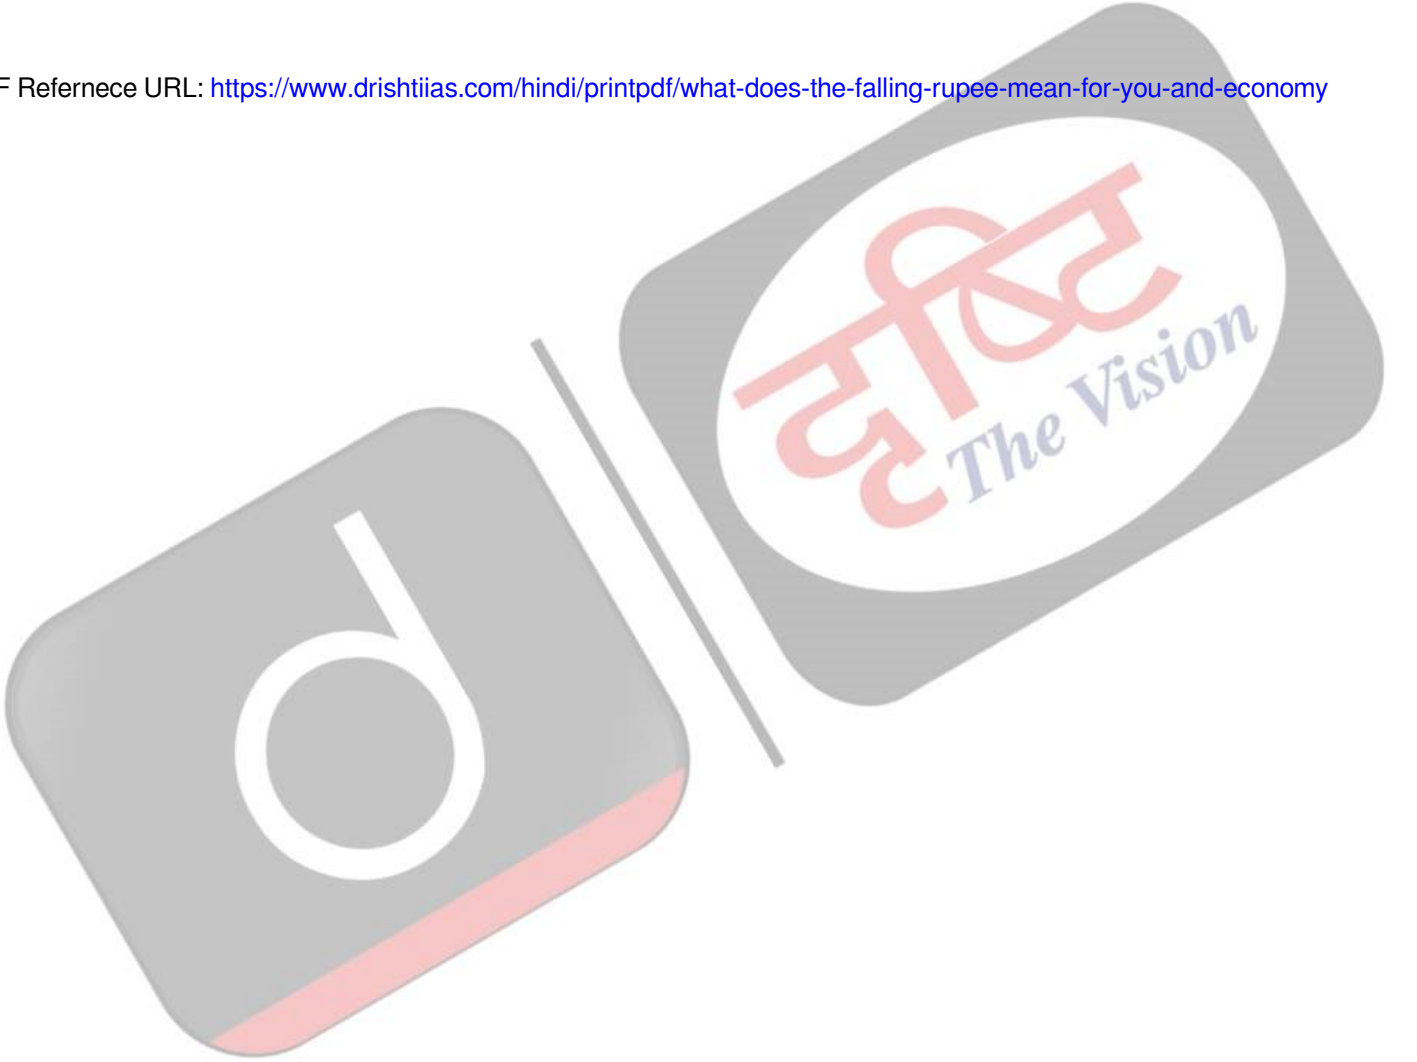 F Refernece URL: https://www.drishtiias.com/hindi/printpdf/what-does-the-falling-rupee-mean-for-you-and-economy
दृष्टि
The Vision
d